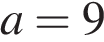 a = 9